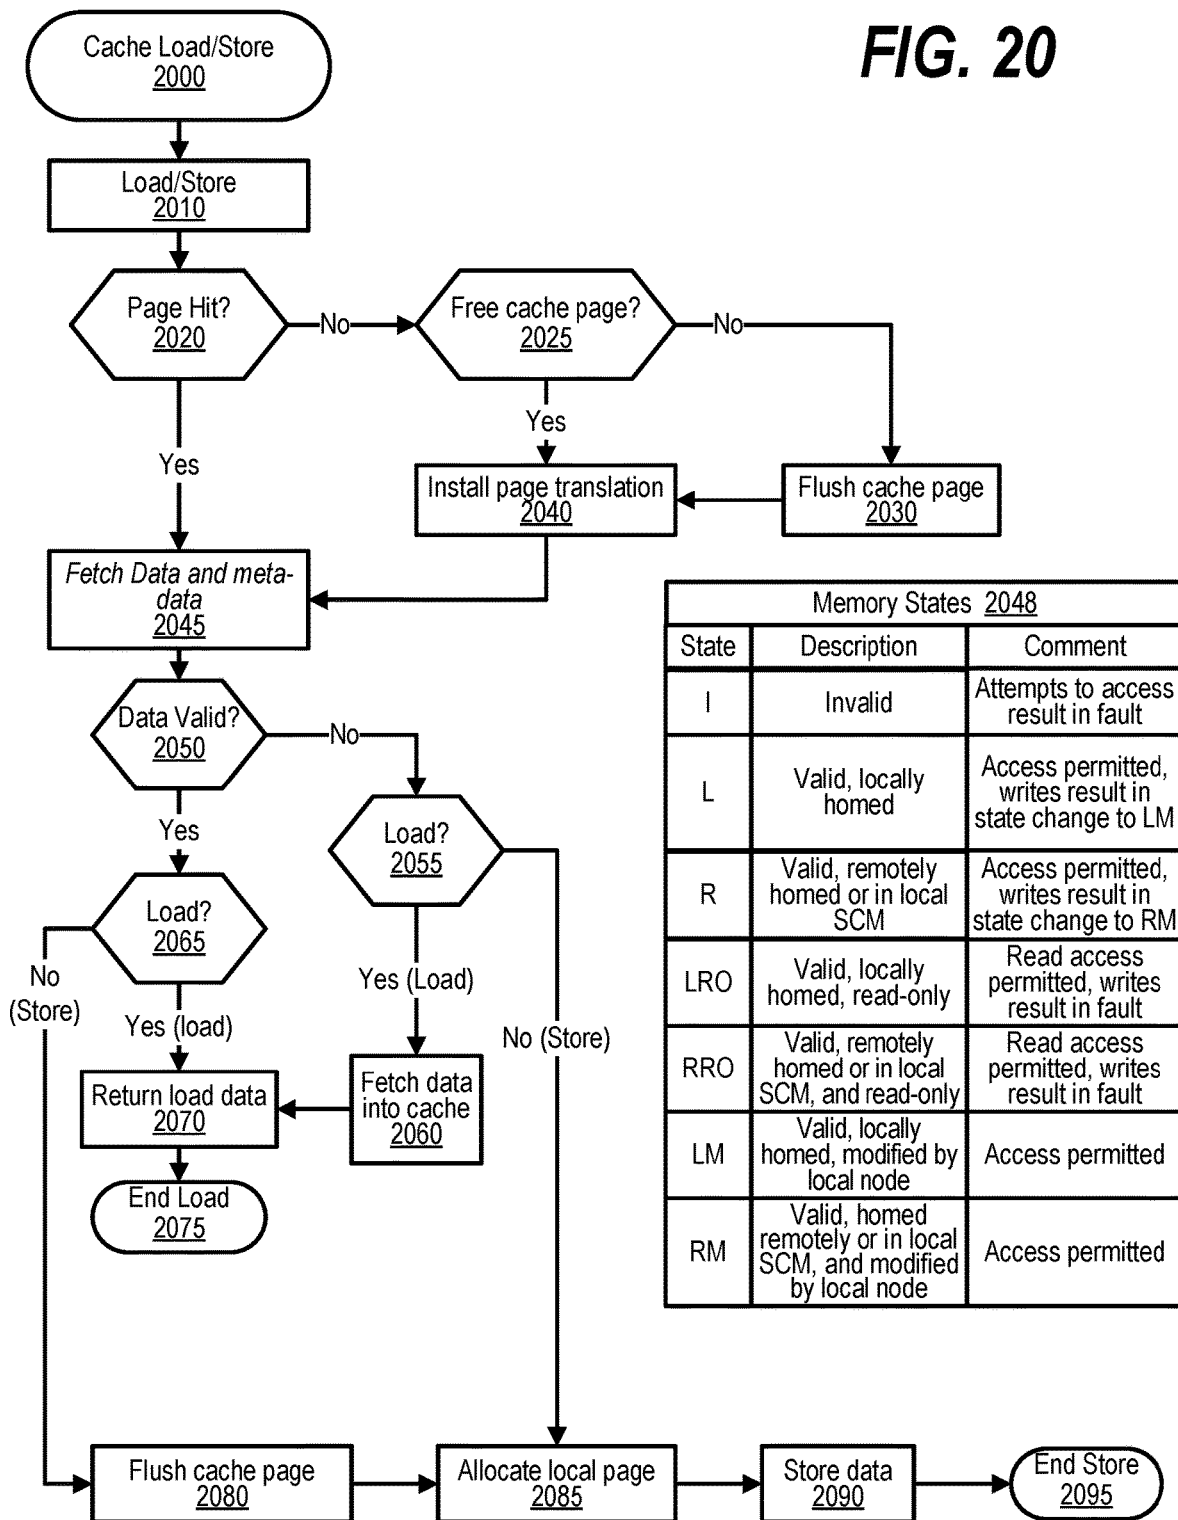 FIG. 20
Cache Load/Store
2000
Load/Store
2010
Page Hit?
2020
No
Free cache page?
2025
No
Yes
Yes
Install page translation
2040
Flush cache page
2030
Fetch Data and meta-
data
2045
Data Valid?
2050
No
Yes
Load?
2055
Load?
2065
No
(Store)
Yes (Load)
Yes (load)
No (Store)
Return load data
2070
Fetch data
into cache
2060
End Load
2075
Memory States 2048
State
Description
Comment
I
Invalid
Attempts to access
result in fault
L
Valid, locally
homed
Access permitted,
writes result in
state change to LM
R
Valid, remotely
homed or in local
SCM
Access permitted,
writes result in
state change to RM
LRO
Valid, locally
homed, read-only
Read access
permitted, writes
result in fault
RRO
Valid, remotely
homed or in local
SCM, and read-only
Read access
permitted, writes
result in fault
LM
Valid, locally
homed, modified by
local node
Access permitted
RM
Valid, homed
remotely or in local
SCM, and modified
by local node
Access permitted
Flush cache page
2080
Allocate local page
2085
Store data
2090
End Store
2095